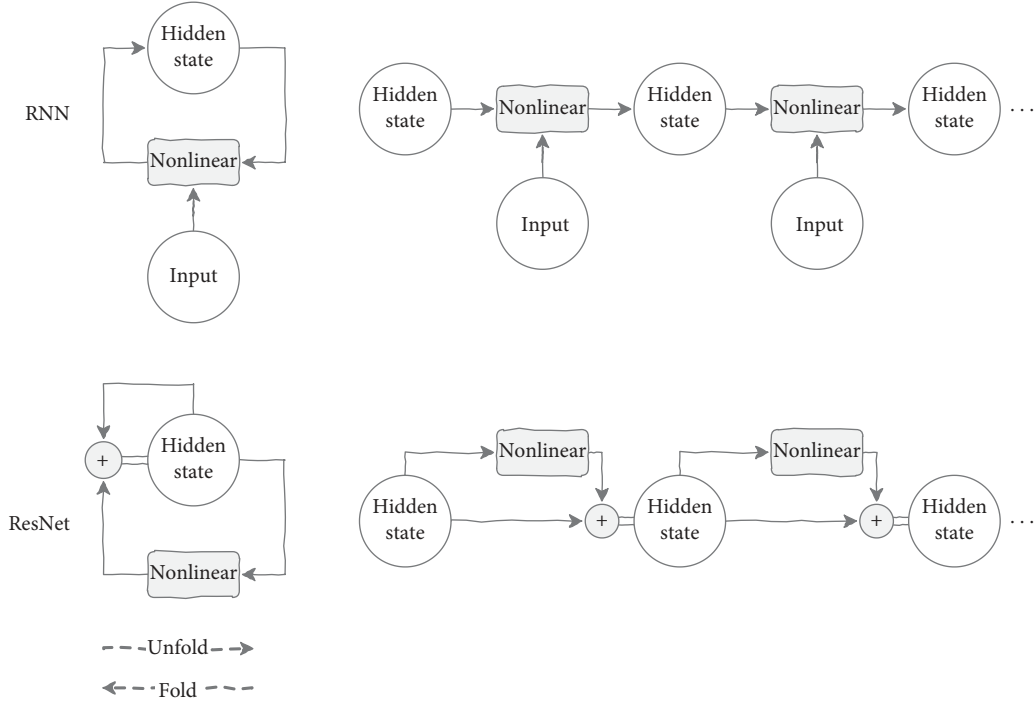 Hidden
state
RNN
Nonlinear
Input
Hidden
state
Nonlinear
Hidden
state
Nonlinear
Hidden
state
...
Input
Input
+
Hidden
state
ResNet
Nonlinear
Nonlinear
Nonlinear
Hidden
state
+
Hidden
state
+
Hidden
state
...
Unfold
Fold